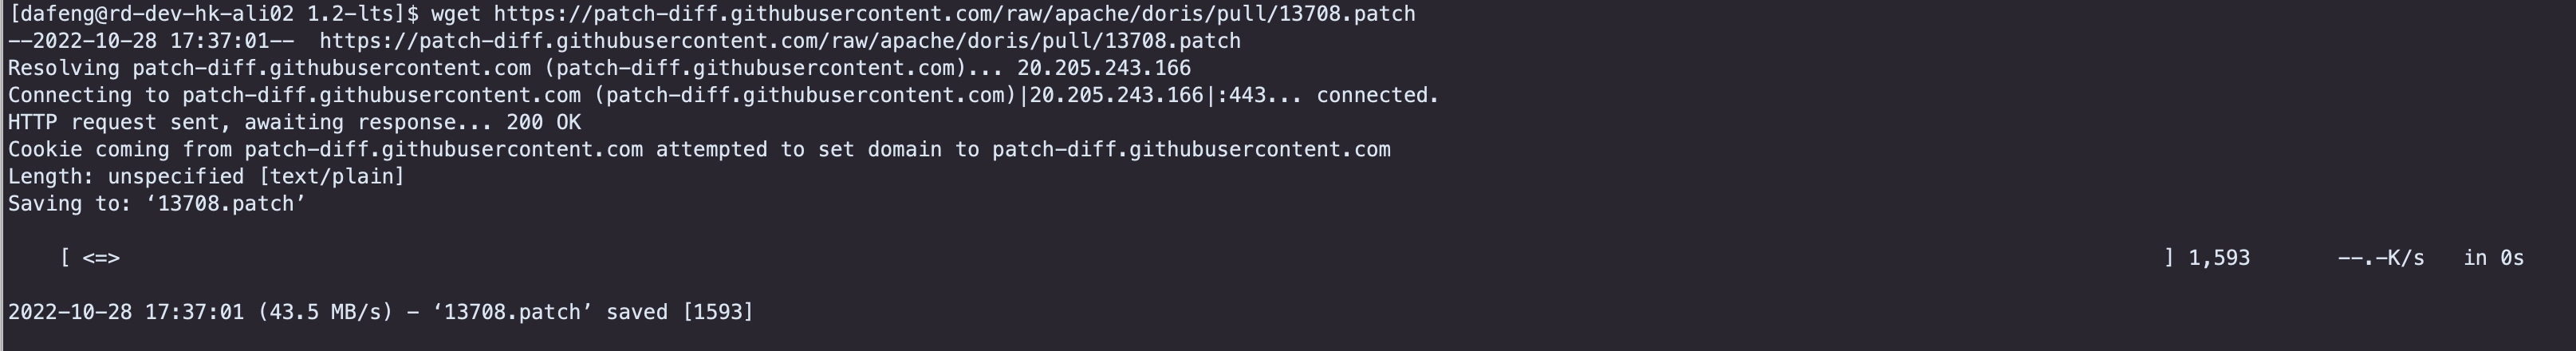 [dafeng@rd-dev-hk-ali02 1.2-lts]$ wget https://patch-diff.githubusercontent.com/raw/apache/doris/pull/13708.patch
--2022-10-28 17:37:01--  https://patch-diff.githubusercontent.com/raw/apache/doris/pull/13708.patch
Resolving patch-diff.githubusercontent.com (patch-diff.githubusercontent.com)... 20.205.243.166
Connecting to patch-diff.githubusercontent.com (patch-diff.githubusercontent.com)|20.205.243.166|:443... connected.
HTTP request sent, awaiting response... 200 OK
Cookie coming from patch-diff.githubusercontent.com attempted to set domain to patch-diff.githubusercontent.com
Length: unspecified [text/plain]
Saving to: ‘13708.patch’
[ <=> ] 1,593 --.-K/s in 0s
2022-10-28 17:37:01 (43.5 MB/s) - ‘13708.patch’ saved [1593]